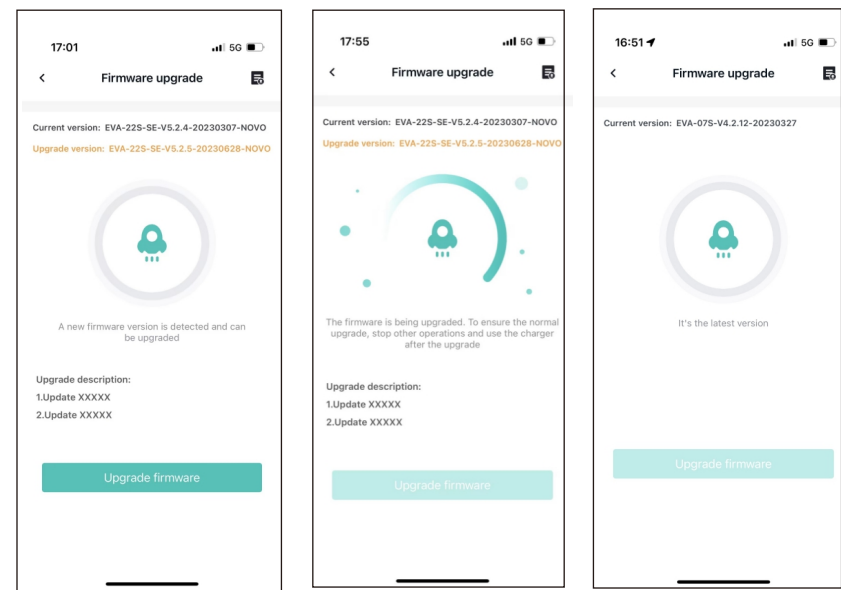 17:01
5G
Firmware upgrade
Current version: EVA-22S-SE-V5.2.4-20230307-NOVO
Upgrade version: EVA-22S-SE-V5.2.5-20230628-NOVO
A new firmware version is detected and can
be upgraded
Upgrade description:
1.Update XXXXX
2.Update XXXXX
Upgrade firmware
17:55
5G
Firmware upgrade
Current version: EVA-22S-SE-V5.2.4-20230307-NOVO
Upgrade version: EVA-22S-SE-V5.2.5-20230628-NOVO
The firmware is being upgraded. To ensure the normal
upgrade, stop other operations and use the charger
after the upgrade
Upgrade description:
1.Update XXXXX
2.Update XXXXX
Upgrade firmware
16:51
5G
Firmware upgrade
Current version: EVA-07S-V4.2.12-20230327
It's the latest version
Upgrade firmware